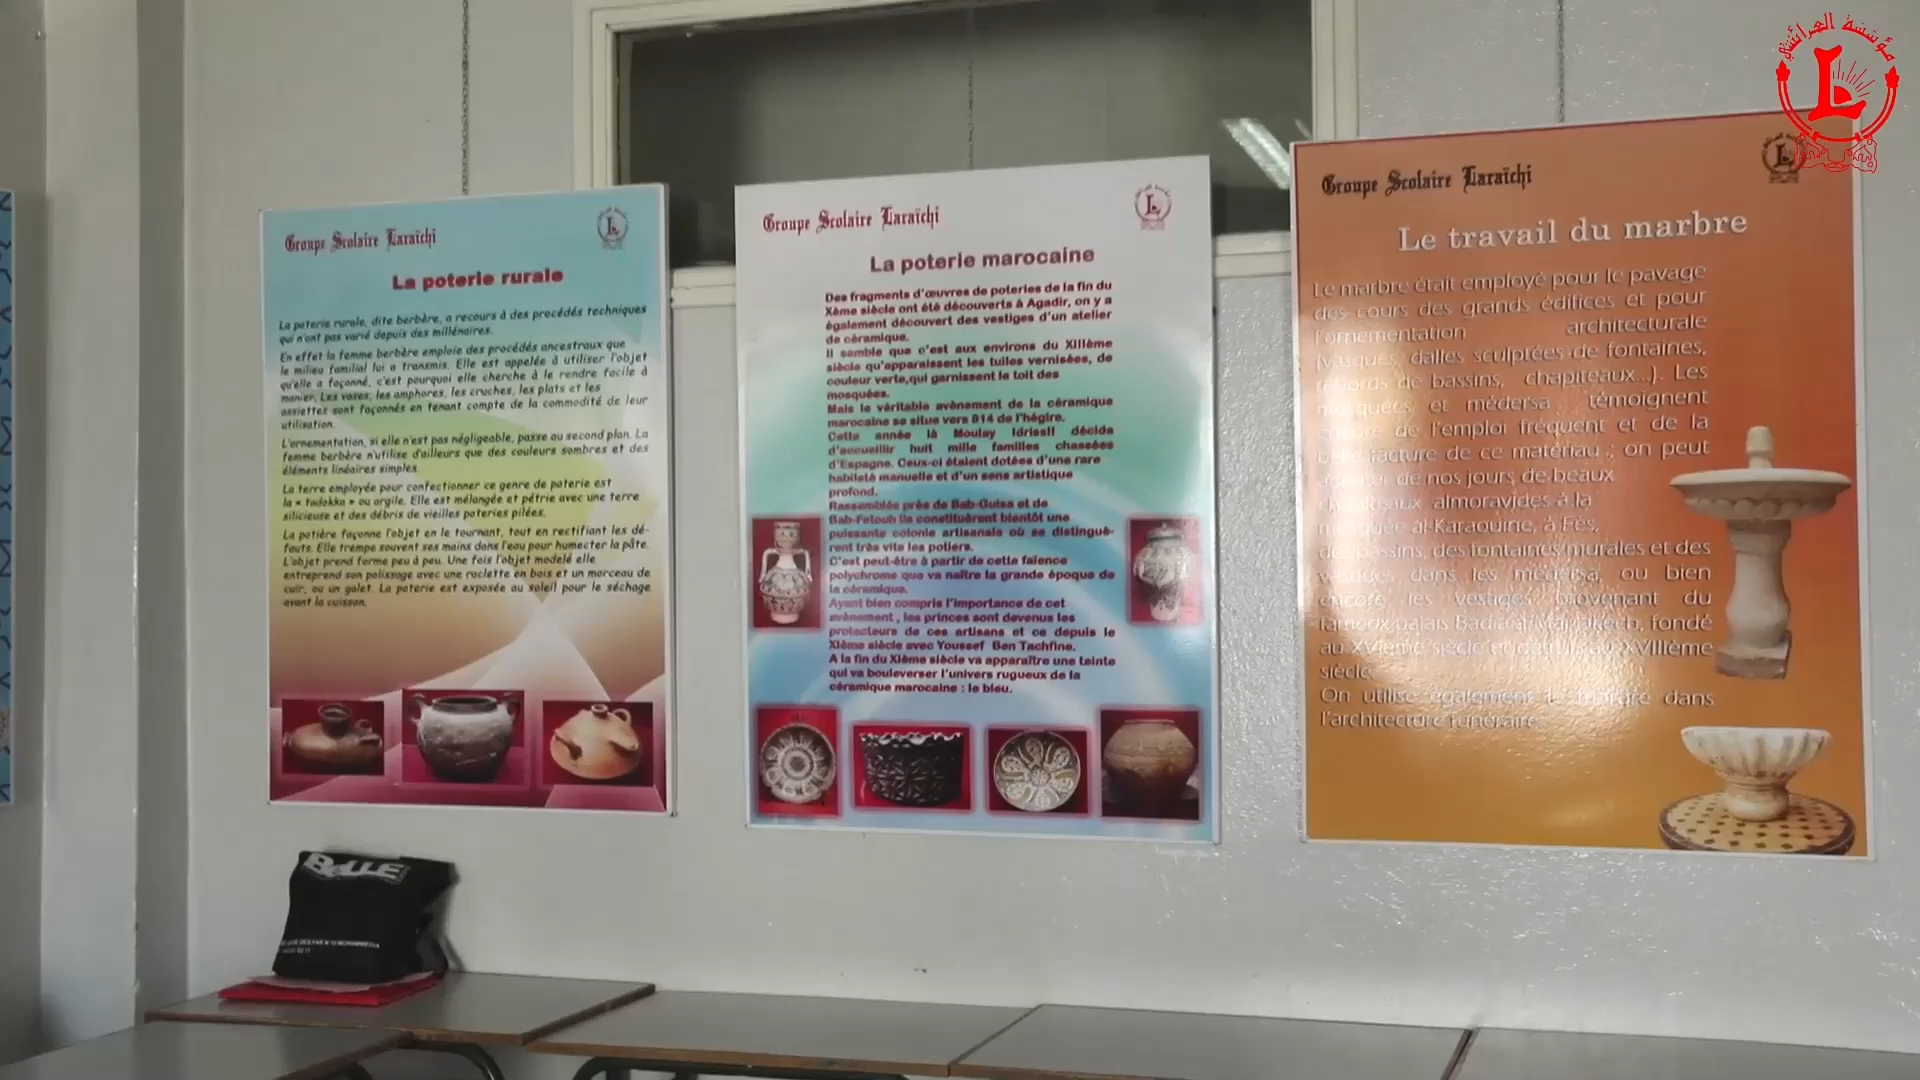 Groupe Scolaire Laraïchi
La poterie rurale
La poterie rurale, dite berbère, a recours à des procédés techniques
qui n'ont pas varié depuis des millénaires.
En effet la femme berbère emploie des procédés ancestraux que
le milieu familial lui a transmis. Elle est appelée à utiliser l'objet
qu'elle a façonné, c'est pourquoi elle cherche à le rendre facile à
manier. Les vases, les amphores, les cruches, les plats et les
assiettes sont façonnés en tenant compte de la commodité de leur
utilisation.
L'ornementation, si elle n'est pas négligeable, passe au second plan. La
femme berbère n'utilise d'ailleurs que des couleurs sombres et des
éléments linéaires simples.
La terre employée pour confectionner ce genre de poterie est
la « tadokka » ou argile. Elle est mélangée et pétrie avec une terre
silicieuse et des débris de vieilles poteries pilées.
La potière façonne l'objet en le tournant, tout en rectifiant les dé-
fauts. Elle trempe souvent ses mains dans l'eau pour humecter la pâte.
L'objet prend forme peu à peu. Une fois l'objet modelé elle
entreprend son polissage avec une raclette en bois et un morceau de
cuir, ou un galet. La poterie est exposée au soleil pour le séchage
avant la cuisson.
Groupe Scolaire Laraïchi
La poterie marocaine
Des fragments d'œuvres de poteries de la fin du
Xème siècle ont été découverts à Agadir, on y a
également découvert des vestiges d'un atelier
de céramique.
Il semble que c'est aux environs du XIIIème
siècle qu'apparaissent les tuiles vernisées, de
couleur verte,qui garnissent le toit des
mosquées.
Mais le véritable avènement de la céramique
marocaine se situe vers 814 de l'hégire.
Cette année là Moulay IdrissII décida
d'accueillir huit mille familles chassées
d'Espagne. Ceux-ci étaient dotées d'une rare
habileté manuelle et d'un sens artistique
profond.
Rassemblés près de Bab-Guisa et de
Bab-Fetouh ils constituèrent bientôt une
puissante colonie artisanale où se distinguè-
rent très vite les potiers.
C'est peut-être à partir de cette faïence
polychrome que va naître la grande époque de
la céramique.
Ayant bien compris l'importance de cet
avènement , les princes sont devenus les
protecteurs de ces artisans et ce depuis le
XIème siècle avec Youssef Ben Tachfine.
A la fin du XIème siècle va apparaître une teinte
qui va bouleverser l'univers rugueux de la
céramique marocaine : le bleu.
Groupe Scolaire Laraïchi
Le travail du marbre
Le marbre était employé pour le pavage
des cours des grands édifices et pour
l'ornementation architecturale
(vasques, dalles sculptées de fontaines,
rebords de bassins, chapiteaux...). Les
mosquées et médersa témoignent
encore de l'emploi fréquent et de la
belle facture de ce matériau ; on peut
de nos jours de beaux
almoravides à la
mosquée al-Karaouine, à Fès,
des bassins, des fontaines murales et des
vasques dans les médersa, ou bien
encore les vestiges provenant du
fameux palais Badia à Marrakech, fondé
au XVIème siècle et détruit au XVIIIème
siècle.
On utilise également le marbre dans
l'architecture funéraire.
مؤسسة العرائشي
L
BELLE